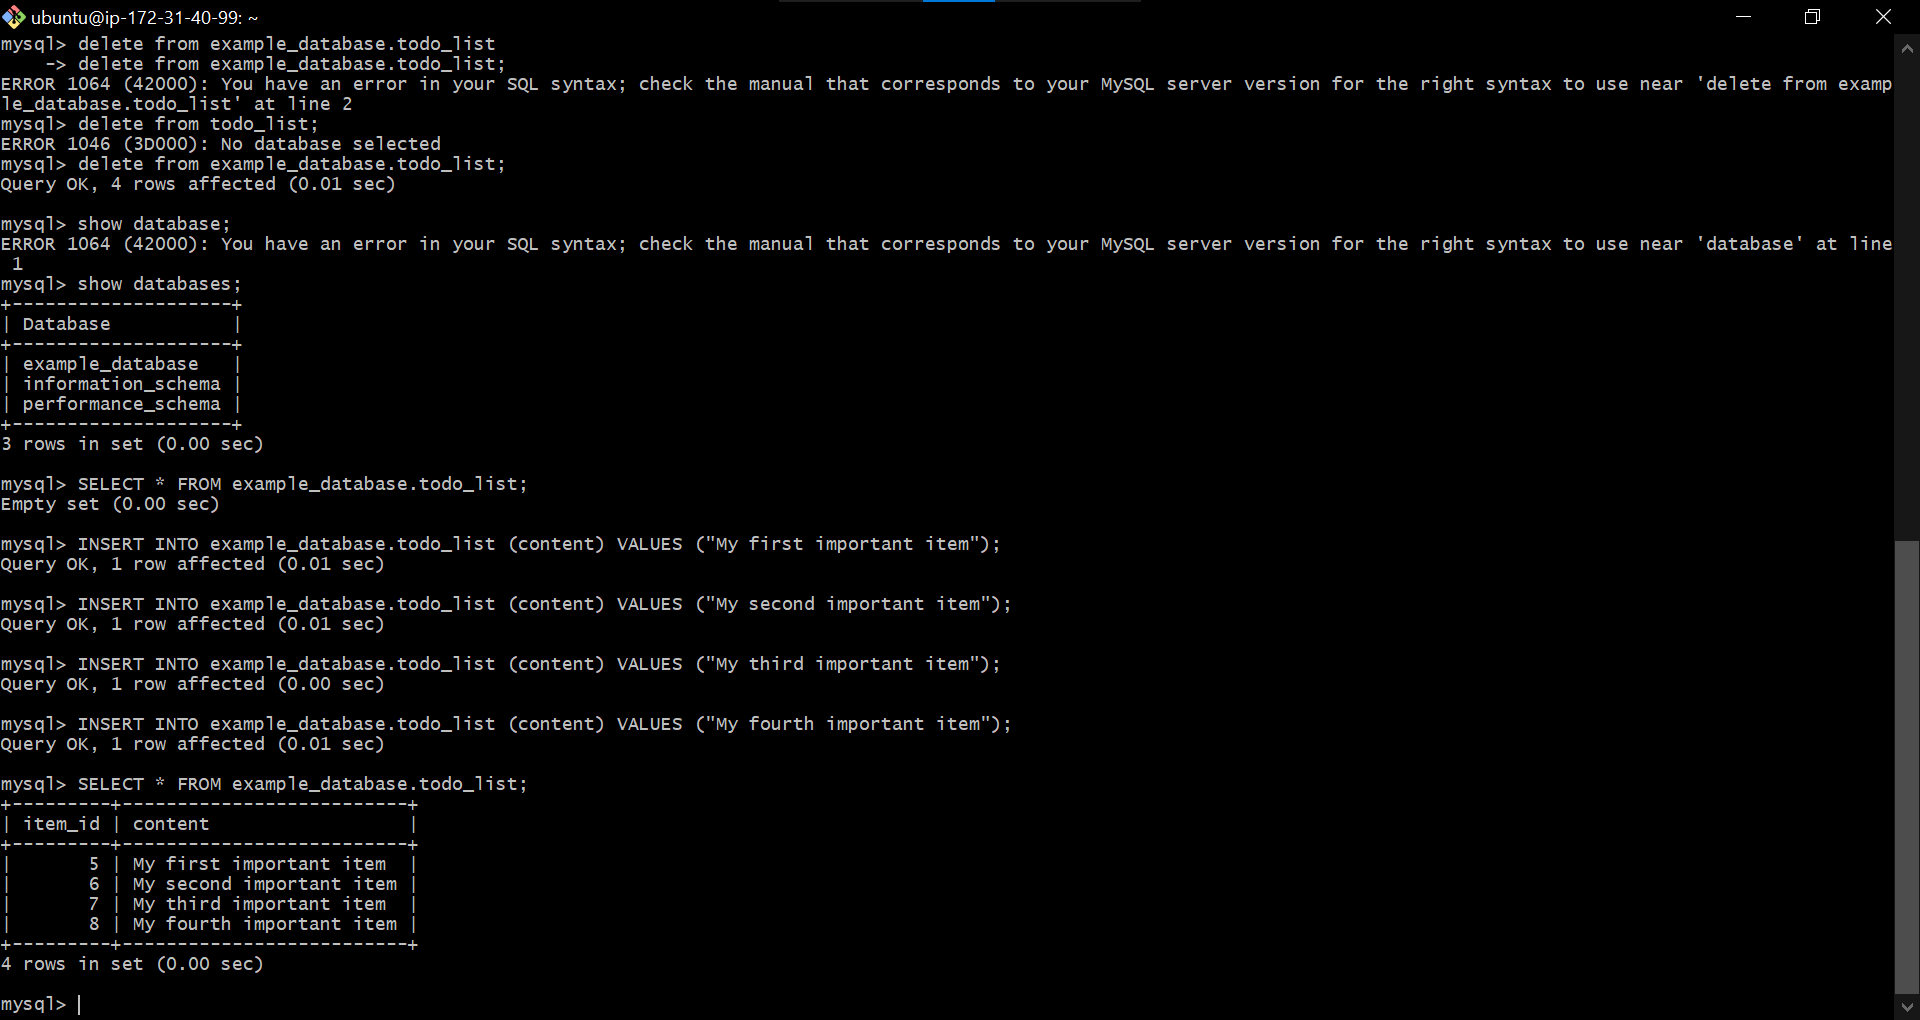 ubuntu@ip-172-31-40-99: ~
mysql> delete from example_database.todo_list
    -> delete from example_database.todo_list;
ERROR 1064 (42000): You have an error in your SQL syntax; check the manual that corresponds to your MySQL server version for the right syntax to use near 'delete from examp
le_database.todo_list' at line 2
mysql> delete from todo_list;
ERROR 1046 (3D000): No database selected
mysql> delete from example_database.todo_list;
Query OK, 4 rows affected (0.01 sec)

mysql> show database;
ERROR 1064 (42000): You have an error in your SQL syntax; check the manual that corresponds to your MySQL server version for the right syntax to use near 'database' at line
 1
mysql> show databases;
+--------------------+
| Database           |
+--------------------+
| example_database   |
| information_schema |
| performance_schema |
+--------------------+
3 rows in set (0.00 sec)

mysql> SELECT * FROM example_database.todo_list;
Empty set (0.00 sec)

mysql> INSERT INTO example_database.todo_list (content) VALUES ("My first important item");
Query OK, 1 row affected (0.01 sec)

mysql> INSERT INTO example_database.todo_list (content) VALUES ("My second important item");
Query OK, 1 row affected (0.01 sec)

mysql> INSERT INTO example_database.todo_list (content) VALUES ("My third important item");
Query OK, 1 row affected (0.00 sec)

mysql> INSERT INTO example_database.todo_list (content) VALUES ("My fourth important item");
Query OK, 1 row affected (0.01 sec)

mysql> SELECT * FROM example_database.todo_list;
+---------+--------------------------+
| item_id | content                  |
+---------+--------------------------+
|       5 | My first important item  |
|       6 | My second important item |
|       7 | My third important item  |
|       8 | My fourth important item |
+---------+--------------------------+
4 rows in set (0.00 sec)

mysql>